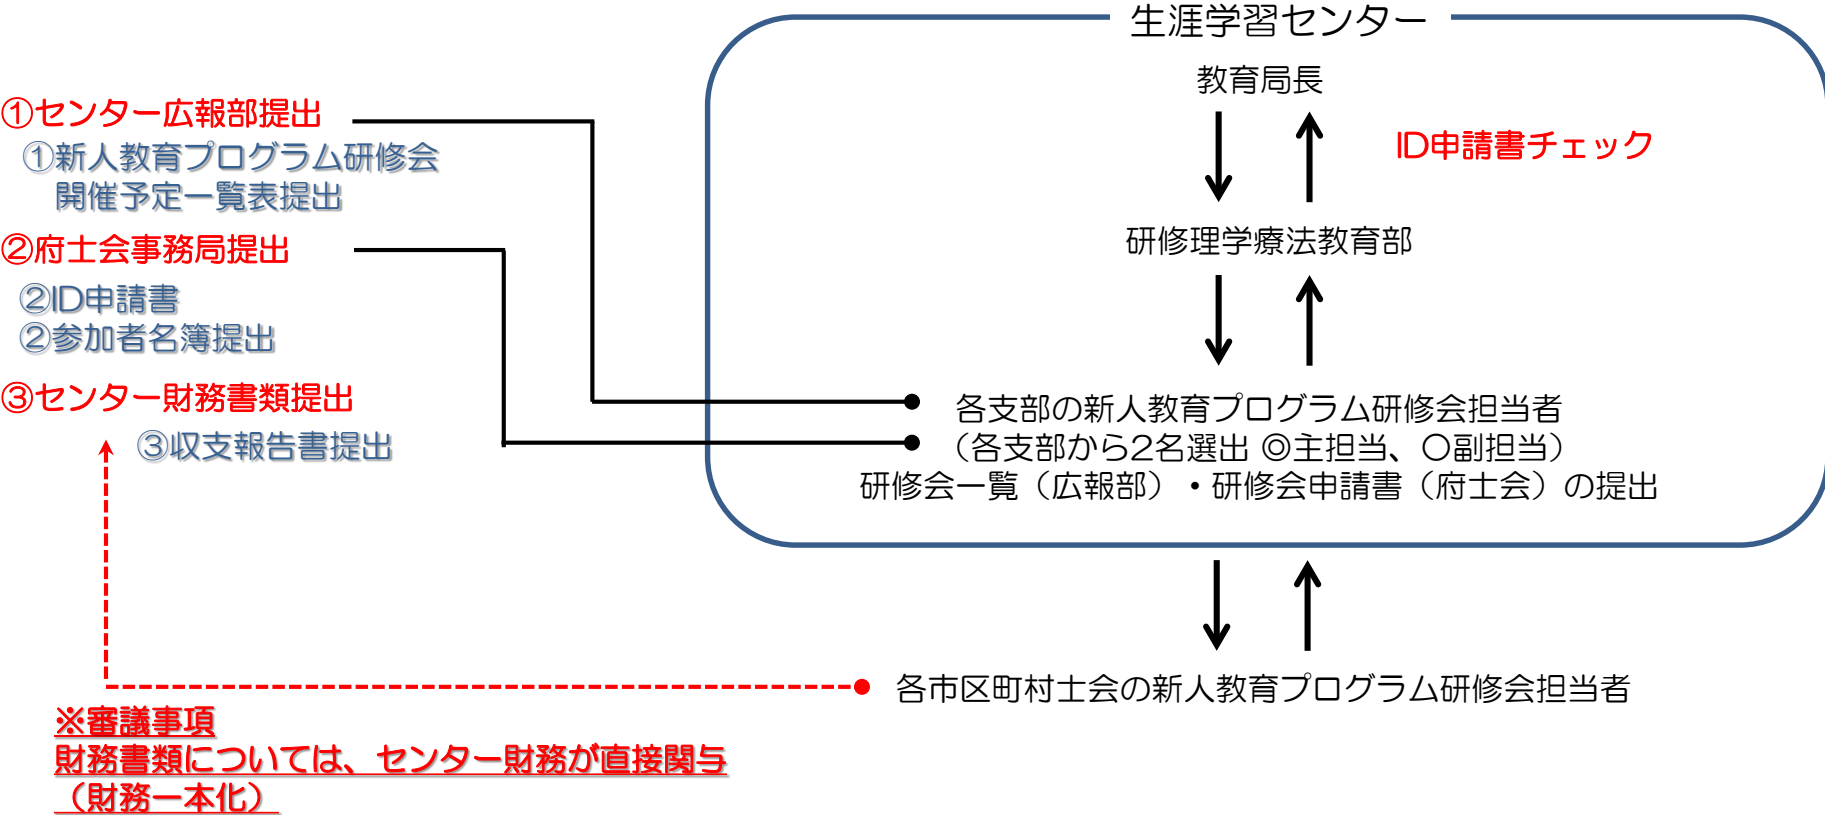 生涯学習センター
教育局長
ID申請書チェック
研修理学療法教育部
各支部の新人教育プログラム研修会担当者
（各支部から2名選出 ◎主担当、〇副担当）
研修会一覧（広報部）・研修会申請書（府士会）の提出
各市区町村士会の新人教育プログラム研修会担当者
①センター広報部提出
①新人教育プログラム研修会
開催予定一覧表提出
②府士会事務局提出
②ID申請書
②参加者名簿提出
③センター財務書類提出
③収支報告書提出
※審議事項
財務書類については、センター財務が直接関与
（財務一本化）